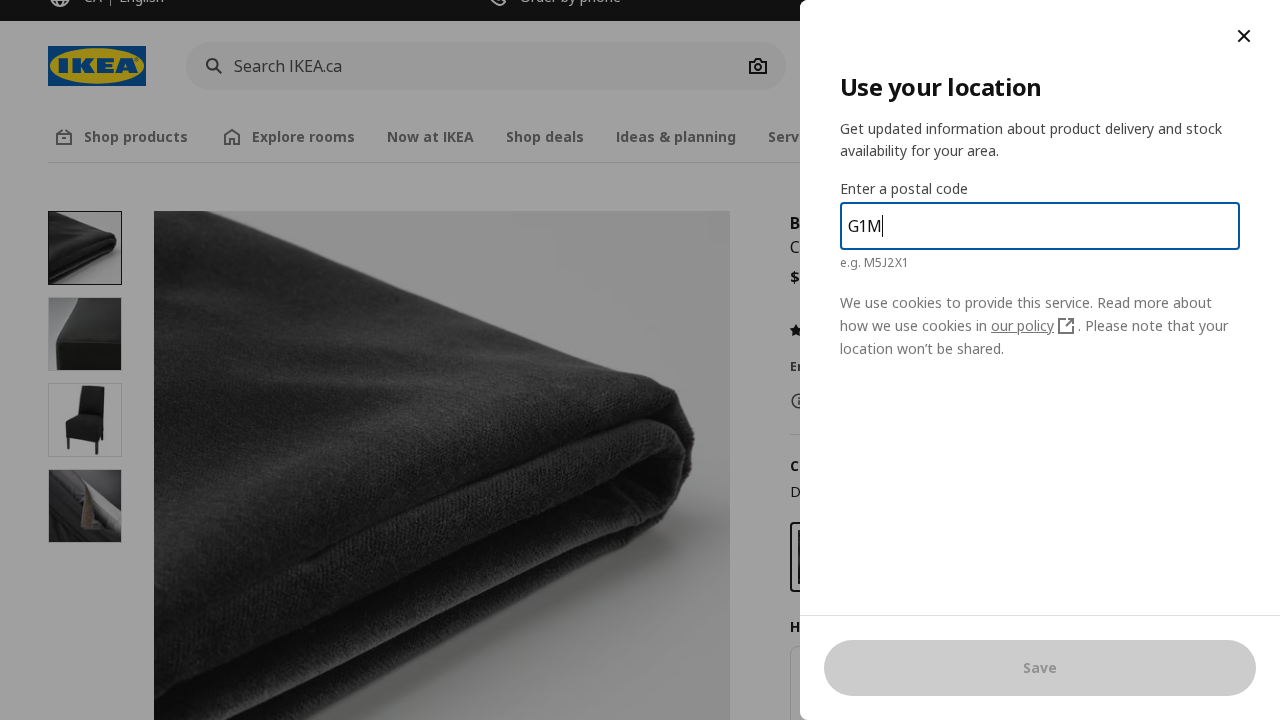 CA | English
Order by phone
IKEA
Search IKEA.ca
Shop products
Explore rooms
Now at IKEA
Shop deals
Ideas & planning
Serv
B
C
$
Er
C
D
H
Use your location
Get updated information about product delivery and stock
availability for your area.
Enter a postal code
G1M
e.g. M5J2X1
We use cookies to provide this service. Read more about
how we use cookies in our policy . Please note that your
location won’t be shared.
Save